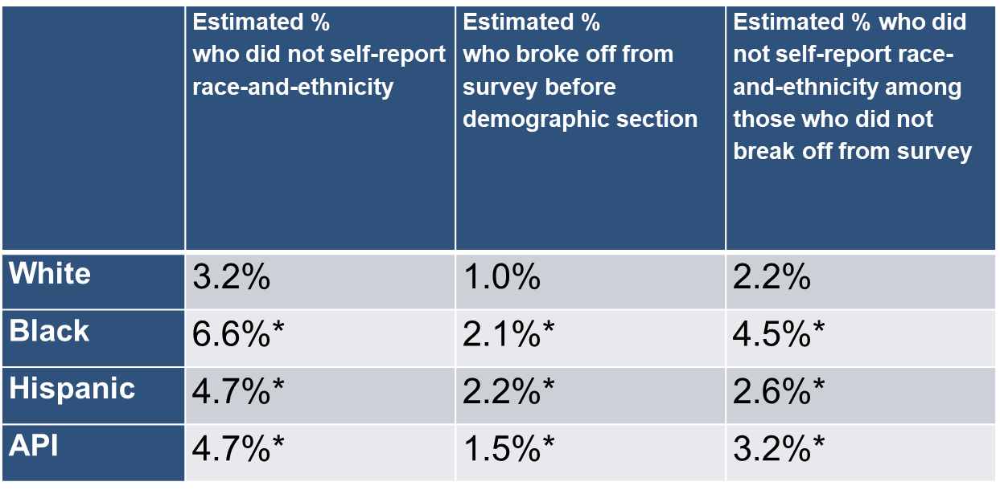 Estimated %
who did not self-report
race-and-ethnicity
Estimated %
who broke off from
survey before
demographic section
Estimated % who did
not self-report race-
and-ethnicity among
those who did not
break off from survey
White 3.2% 1.0% 2.2%
Black 6.6%* 2.1%* 4.5%*
Hispanic 4.7%* 2.2%* 2.6%*
API 4.7%* 1.5%* 3.2%*